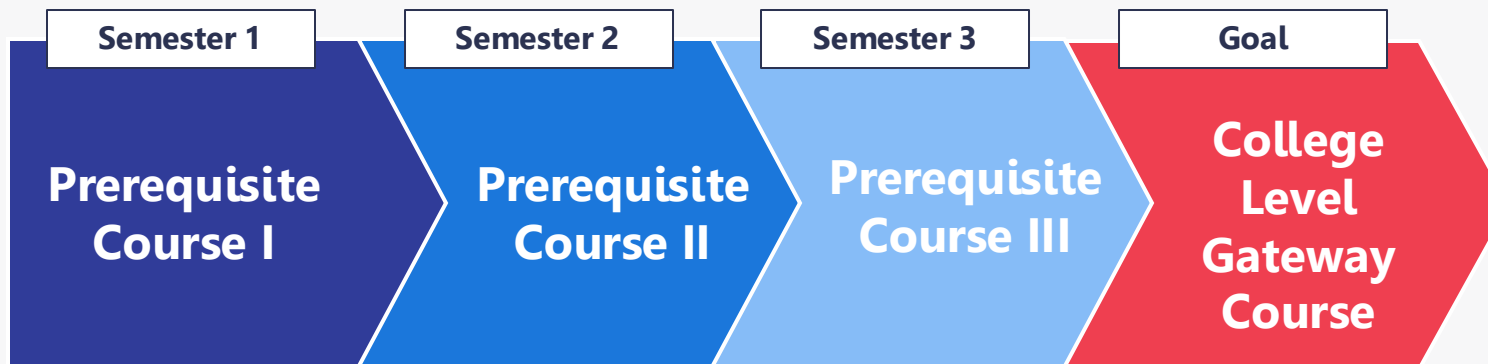 Semester 1
Prerequisite
Course I
Semester 2
Prerequisite
Course II
Semester 3
Prerequisite
Course III
Goal
College
Level
Gateway
Course